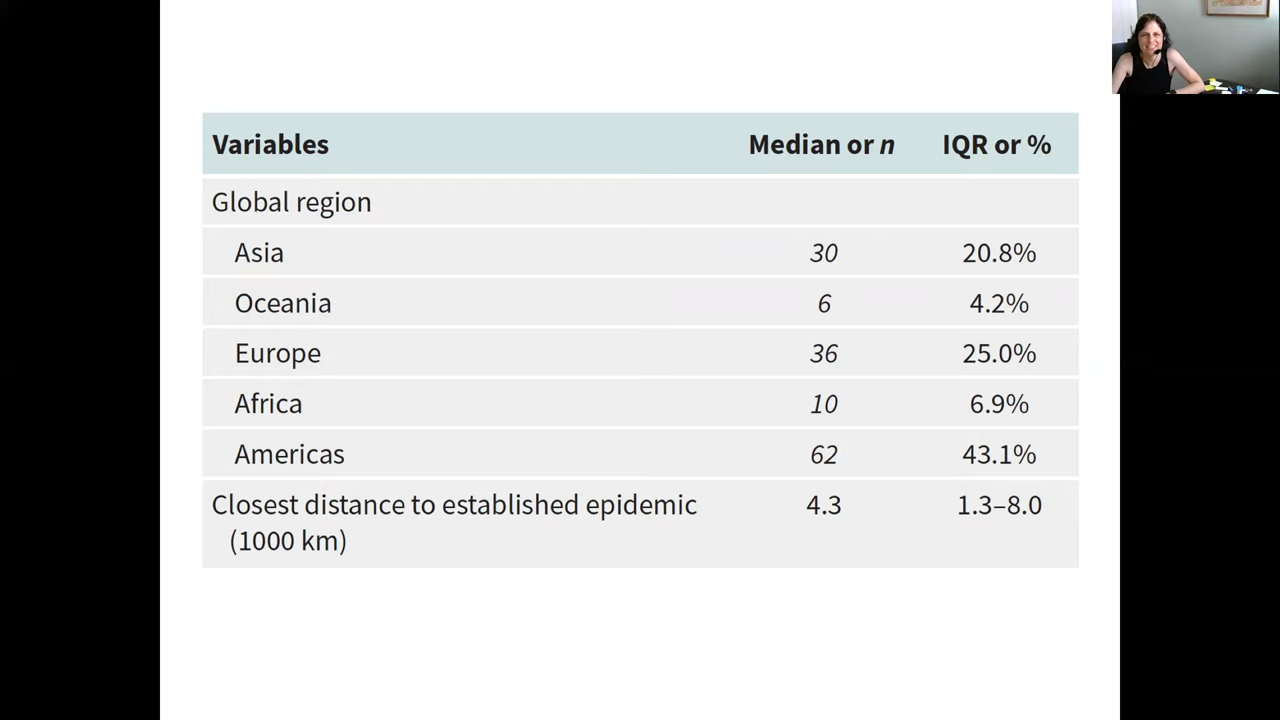 Variables Median or n IQR or %
Global region
Asia 30 20.8%
Oceania 6 4.2%
Europe 36 25.0%
Africa 10 6.9%
Americas 62 43.1%
Closest distance to established epidemic 4.3 1.3–8.0
(1000 km)